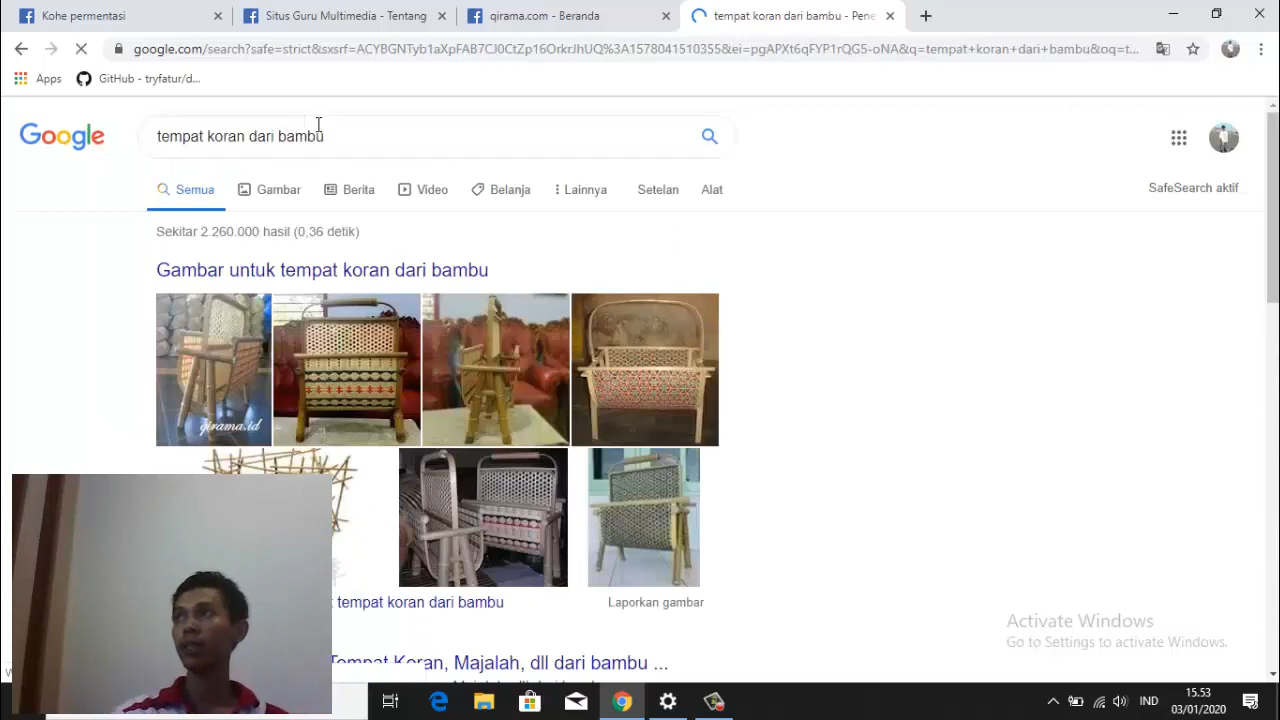 Kohe permentasi
Situs Guru Multimedia - Tentang
qirama.com - Beranda
tempat koran dari bambu - Pene
google.com/search?safe=strict&sxsrf=ACYBGNTyb1aXpFAB7CJ0CtZp16OrkrJhUQ%3A1578041510355&ei=pgAPXt6qFYP1rQG5-oNA&q=tempat+koran+dari+bambu&oq=t...
Apps
GitHub - tryfatur/d...
Google
tempat koran dari bambu
Semua
Gambar
Berita
Video
Belanja
Lainnya
Setelan
Alat
SafeSearch aktif
Sekitar 2.260.000 hasil (0,36 detik)
Gambar untuk tempat koran dari bambu
qirama.id
tempat koran dari bambu
Laporkan gambar
Activate Windows
Go to Settings to activate Windows.
Tempat Koran, Majalah, dll dari bambu ...
IND
15.53
03/01/2020